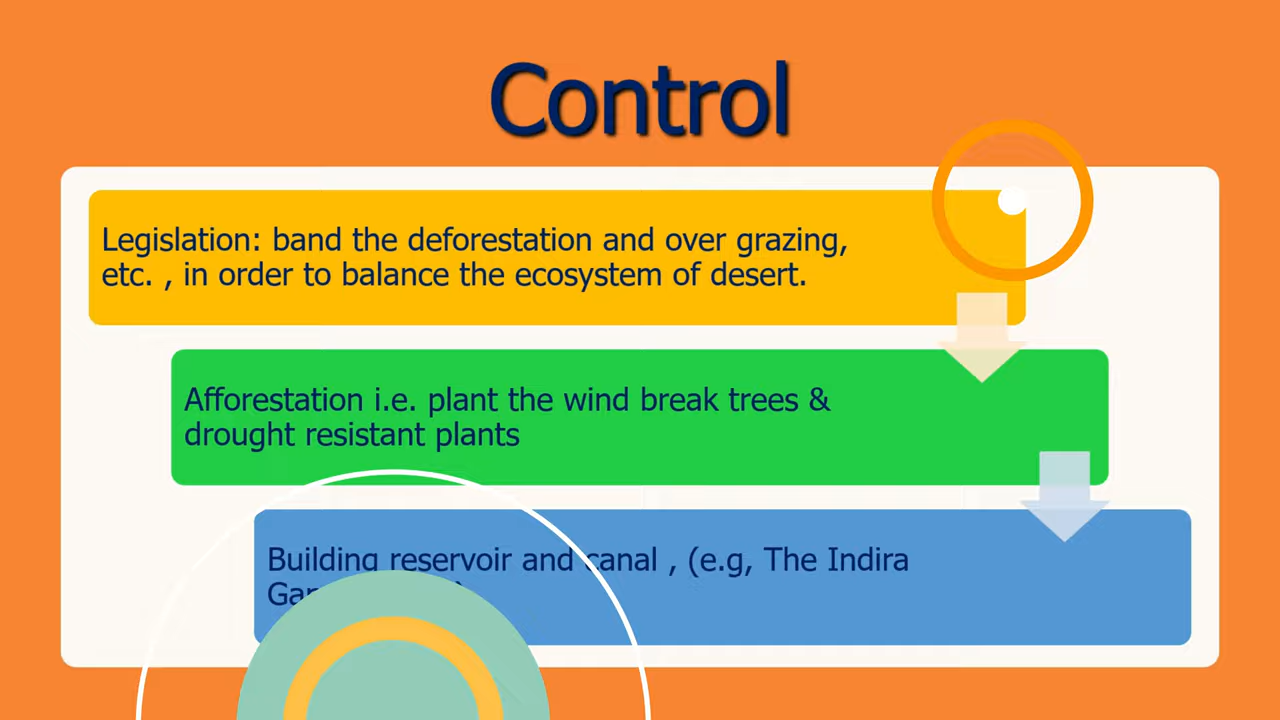 Control
Legislation: band the deforestation and over grazing,
etc. , in order to balance the ecosystem of desert.
Afforestation i.e. plant the wind break trees &
drought resistant plants
Building reservoir and canal , (e.g, The Indira